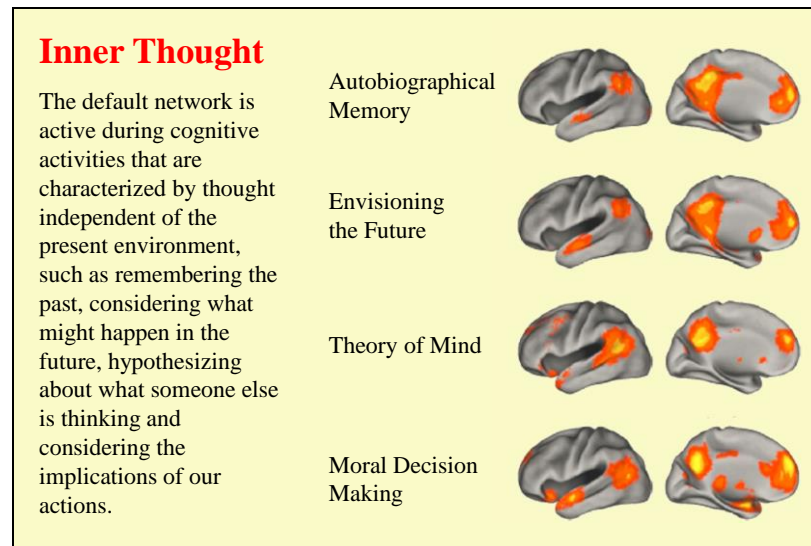 Inner Thought
The default network is
active during cognitive
activities that are
characterized by thought
independent of the
present environment,
such as remembering the
past, considering what
might happen in the
future, hypothesizing
about what someone else
is thinking and
considering the
implications of our
actions.
Autobiographical
Memory
Envisioning
the Future
Theory of Mind
Moral Decision
Making